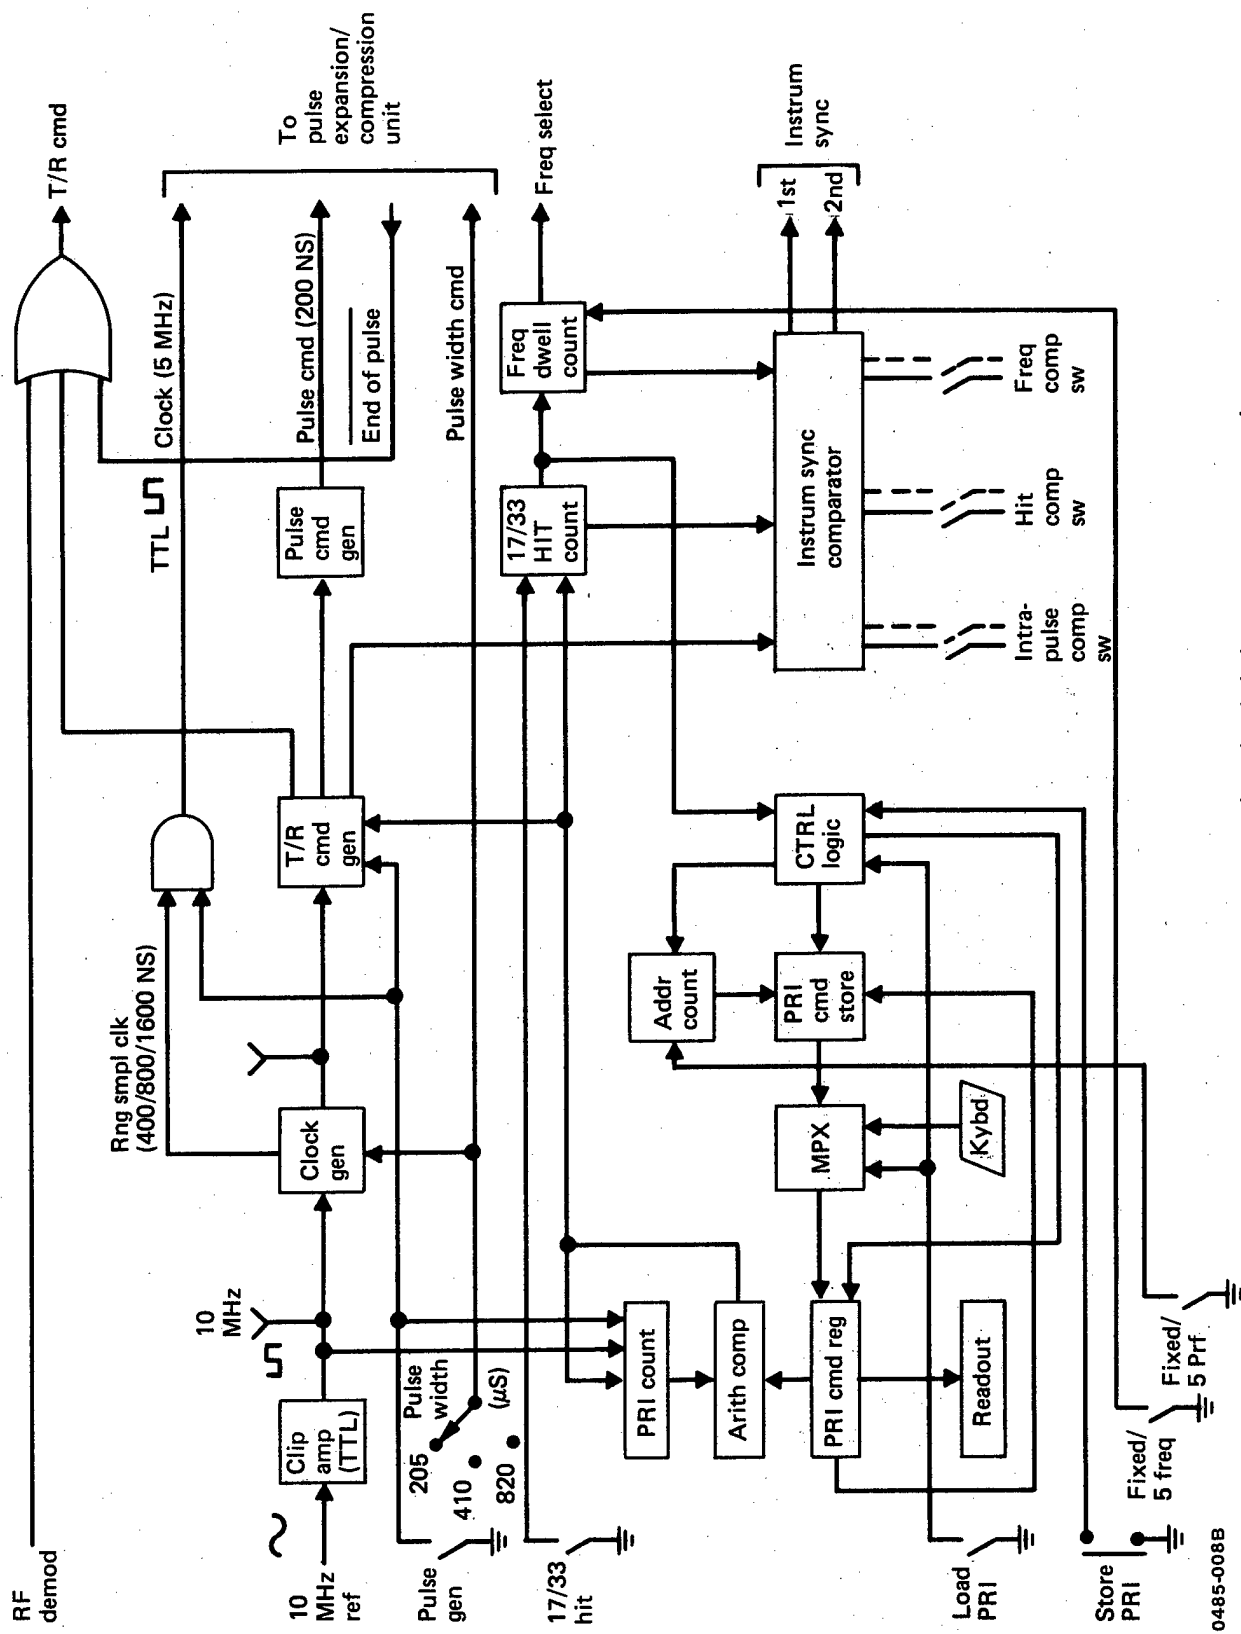 RF
demod
T/R cmd
10
MHz
ref
Clip
amp
(TTL)
10
MHz
Rng smpl clk
(400/800/1600 NS)
Clock
gen
T/R
cmd
gen
TTL
Clock (5 MHz)
Pulse
cmd
gen
Pulse cmd (200 NS)
End of pulse
Pulse width cmd
To
pulse
expansion/
compression
unit
Pulse
gen
205
410
820
Pulse
width
(μS)
17/33
hit
17/33
HIT
count
Freq
dwell
count
Freq select
PRI count
Arith comp
PRI cmd reg
Readout
MPX
Kybd
Addr
count
PRI
cmd
store
CTRL
logic
Instrum sync
comparator
1st
2nd
Instrum
sync
Intra-
pulse
comp
sw
Hit
comp
sw
Freq
comp
sw
Load
PRI
Store
PRI
Fixed/
5 freq
Fixed/
5 Prf
0485-008B